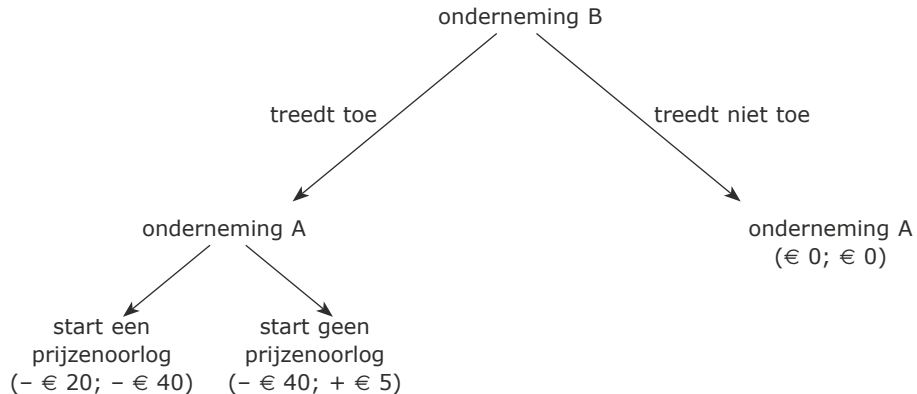 onderneming B
treedt toe
treedt niet toe
onderneming A
onderneming A
(€ 0; € 0)
start een
prijzenoorlog
(– € 20; – € 40)
start geen
prijzenoorlog
(– € 40; + € 5)